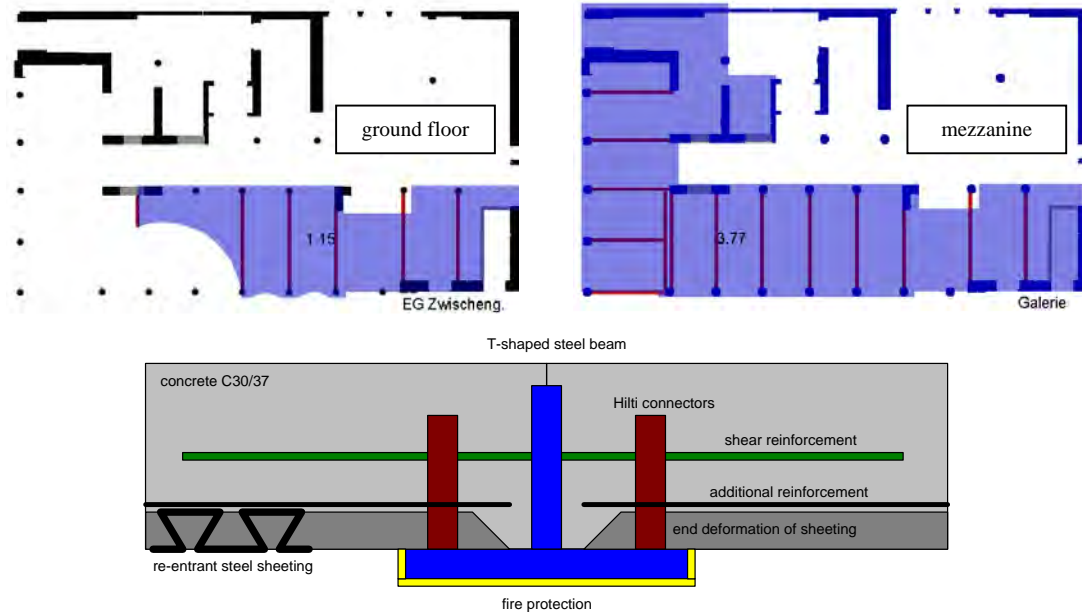 ground floor
mezzanine
1.15
3.77
EG Zwischeng.
Galerie
T-shaped steel beam
concrete C30/37
Hilti connectors
shear reinforcement
additional reinforcement
end deformation of sheeting
re-entrant steel sheeting
fire protection